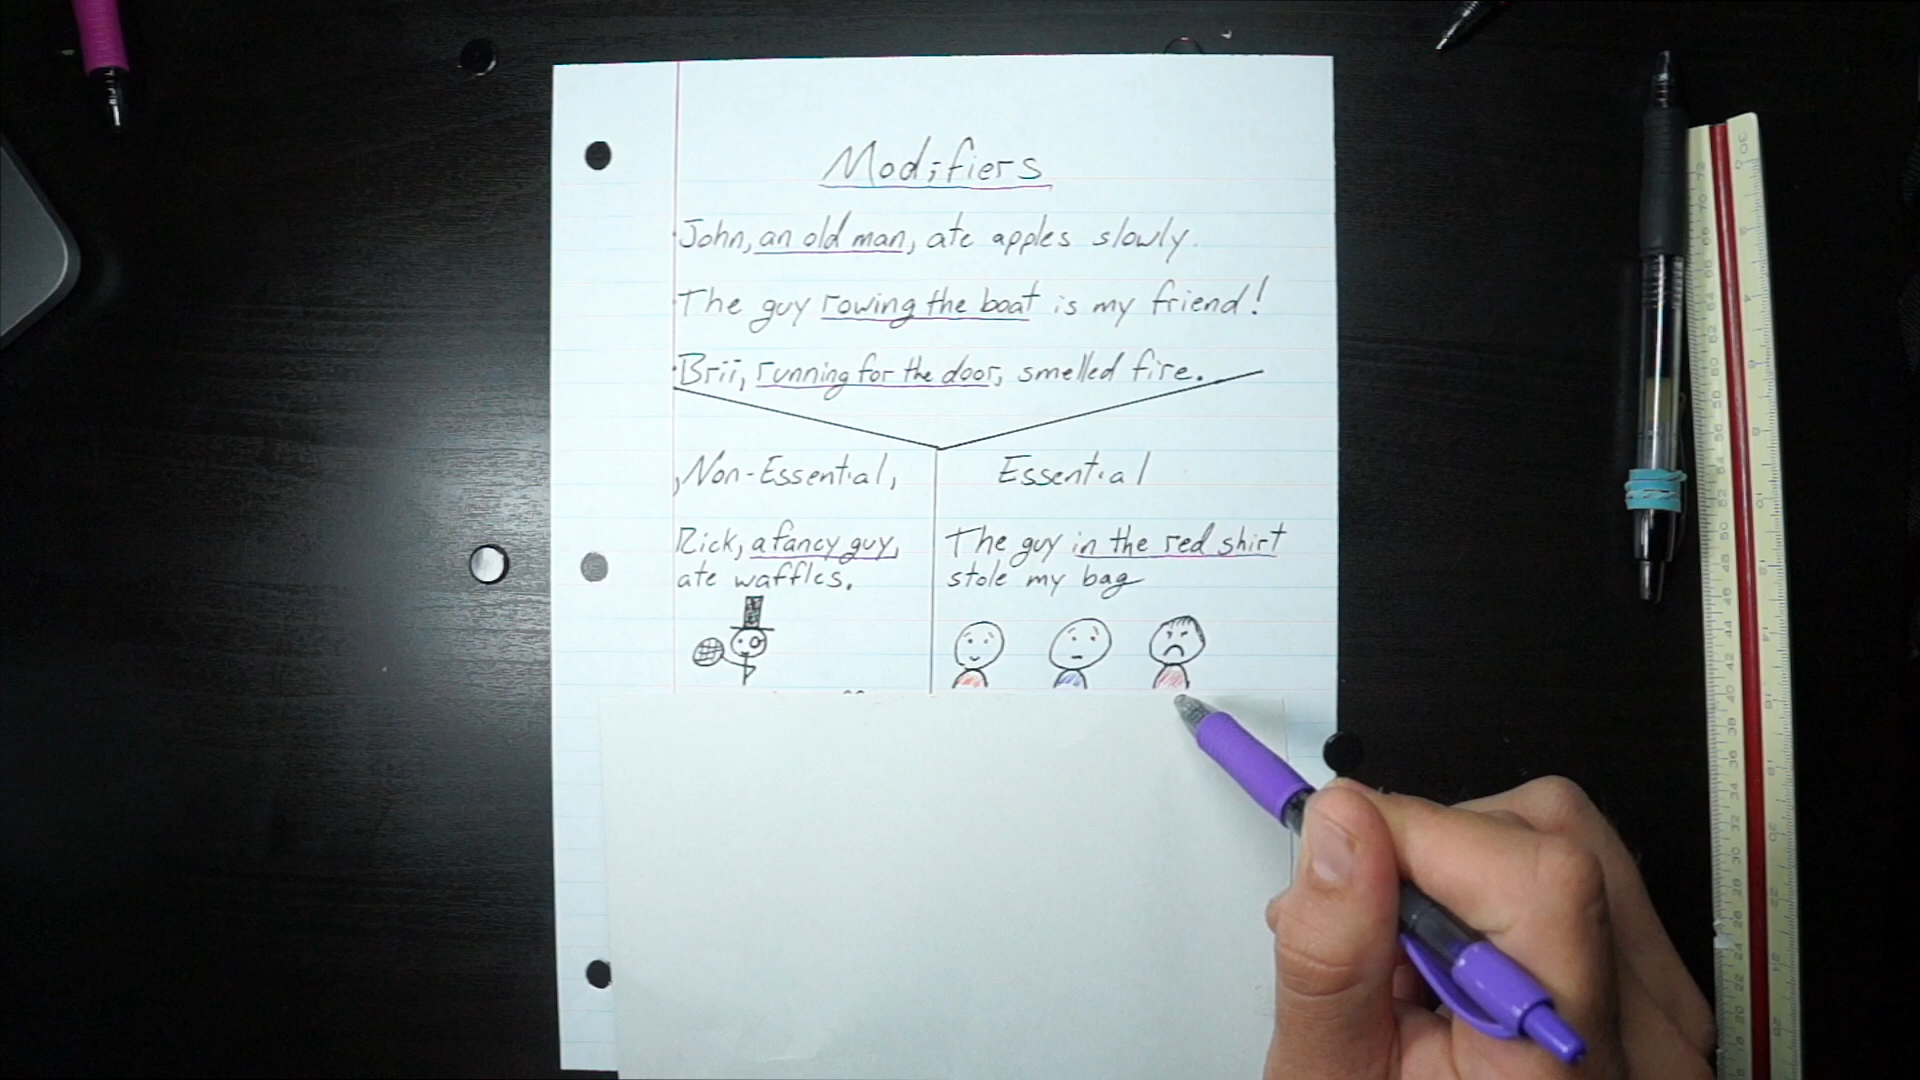 Modifiers
John, an old man, ate apples slowly.
The guy rowing the boat is my friend!
Brii, running for the door, smelled fire.
,Non-Essential,
Essential
Rick, a fancy guy,
ate waffles.
The guy in the red shirt
stole my bag